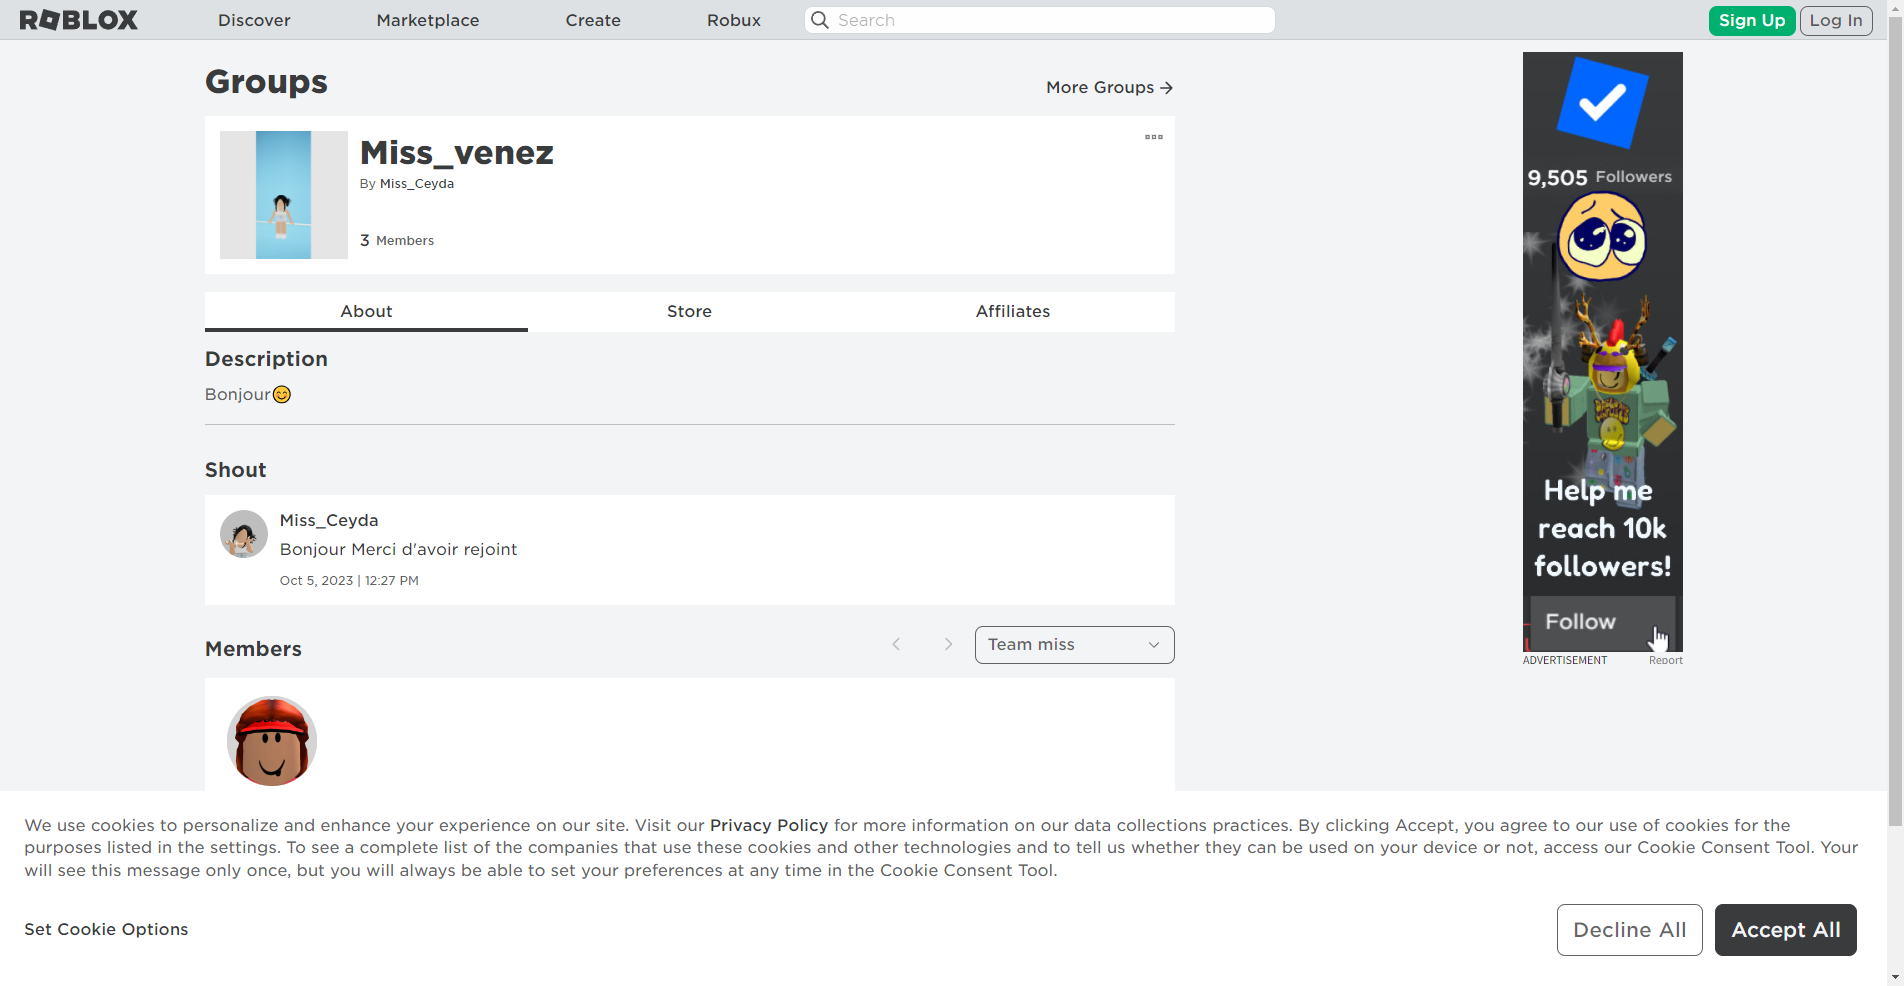 ROBLOX Discover Marketplace Create Robux Search Sign Up Log In
Groups
More Groups
Miss_venez
By Miss_Ceyda
3 Members
About Store Affiliates
Description
Bonjour😊
Shout
Miss_Ceyda
Bonjour Merci d'avoir rejoint
Oct 5, 2023 | 12:27 PM
Members
Team miss
9,505 Followers
Help me
reach 10k
followers!
Follow
ADVERTISEMENT Report
We use cookies to personalize and enhance your experience on our site. Visit our Privacy Policy for more information on our data collections practices. By clicking Accept, you agree to our use of cookies for the
purposes listed in the settings. To see a complete list of the companies that use these cookies and other technologies and to tell us whether they can be used on your device or not, access our Cookie Consent Tool. Your
will see this message only once, but you will always be able to set your preferences at any time in the Cookie Consent Tool.
Set Cookie Options
Decline All
Accept All